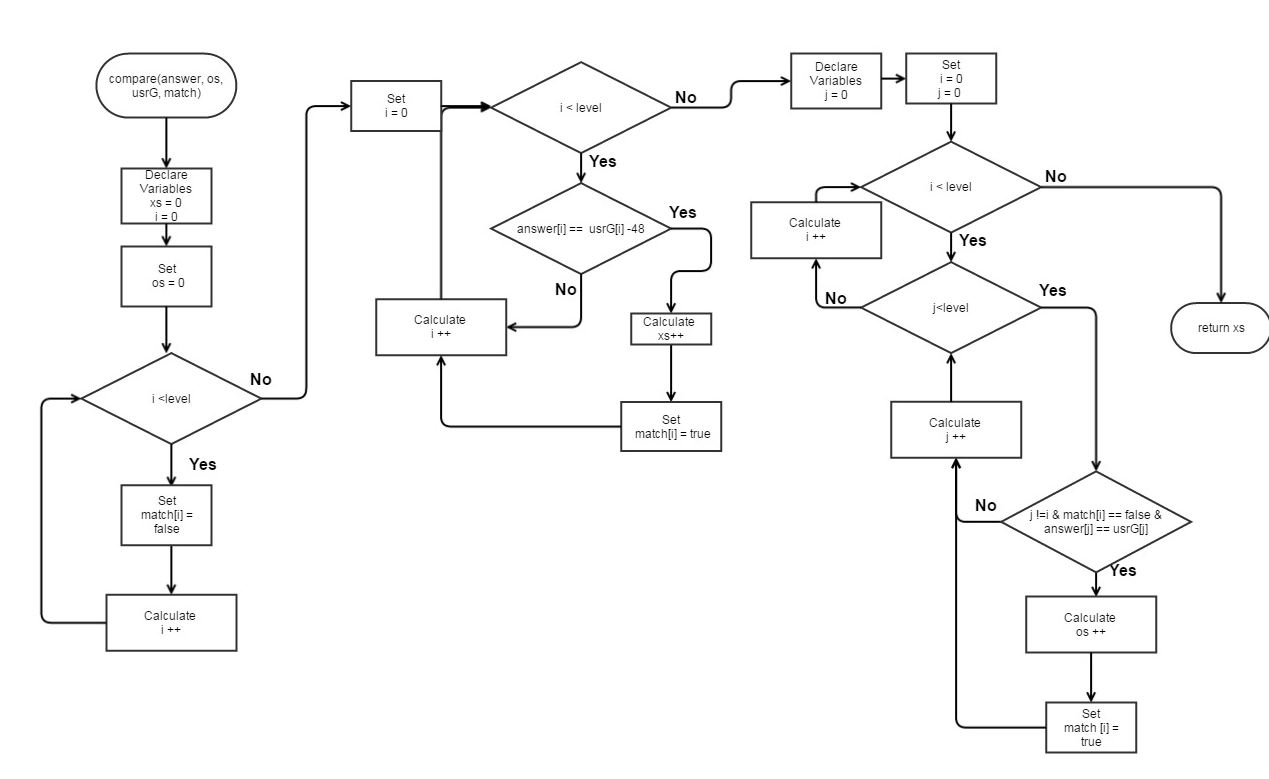 compare(answer, os,
usrG, match)
Declare
Variables
xs = 0
i = 0
Set
os = 0
i <level
No
Yes
Set
match[i] =
false
Calculate
i ++
Set
i = 0
i < level
No
Yes
answer[i] == usrG[i] -48
Yes
No
Calculate
i ++
Calculate
xs++
Set
match[i] = true
Declare
Variables
j = 0
Set
i = 0
j = 0
i < level
No
Yes
Calculate
i ++
j<level
No
Yes
return xs
Calculate
j ++
j !=i & match[i] == false &
answer[j] == usrG[j]
No
Yes
Calculate
os ++
Set
match [i] =
true